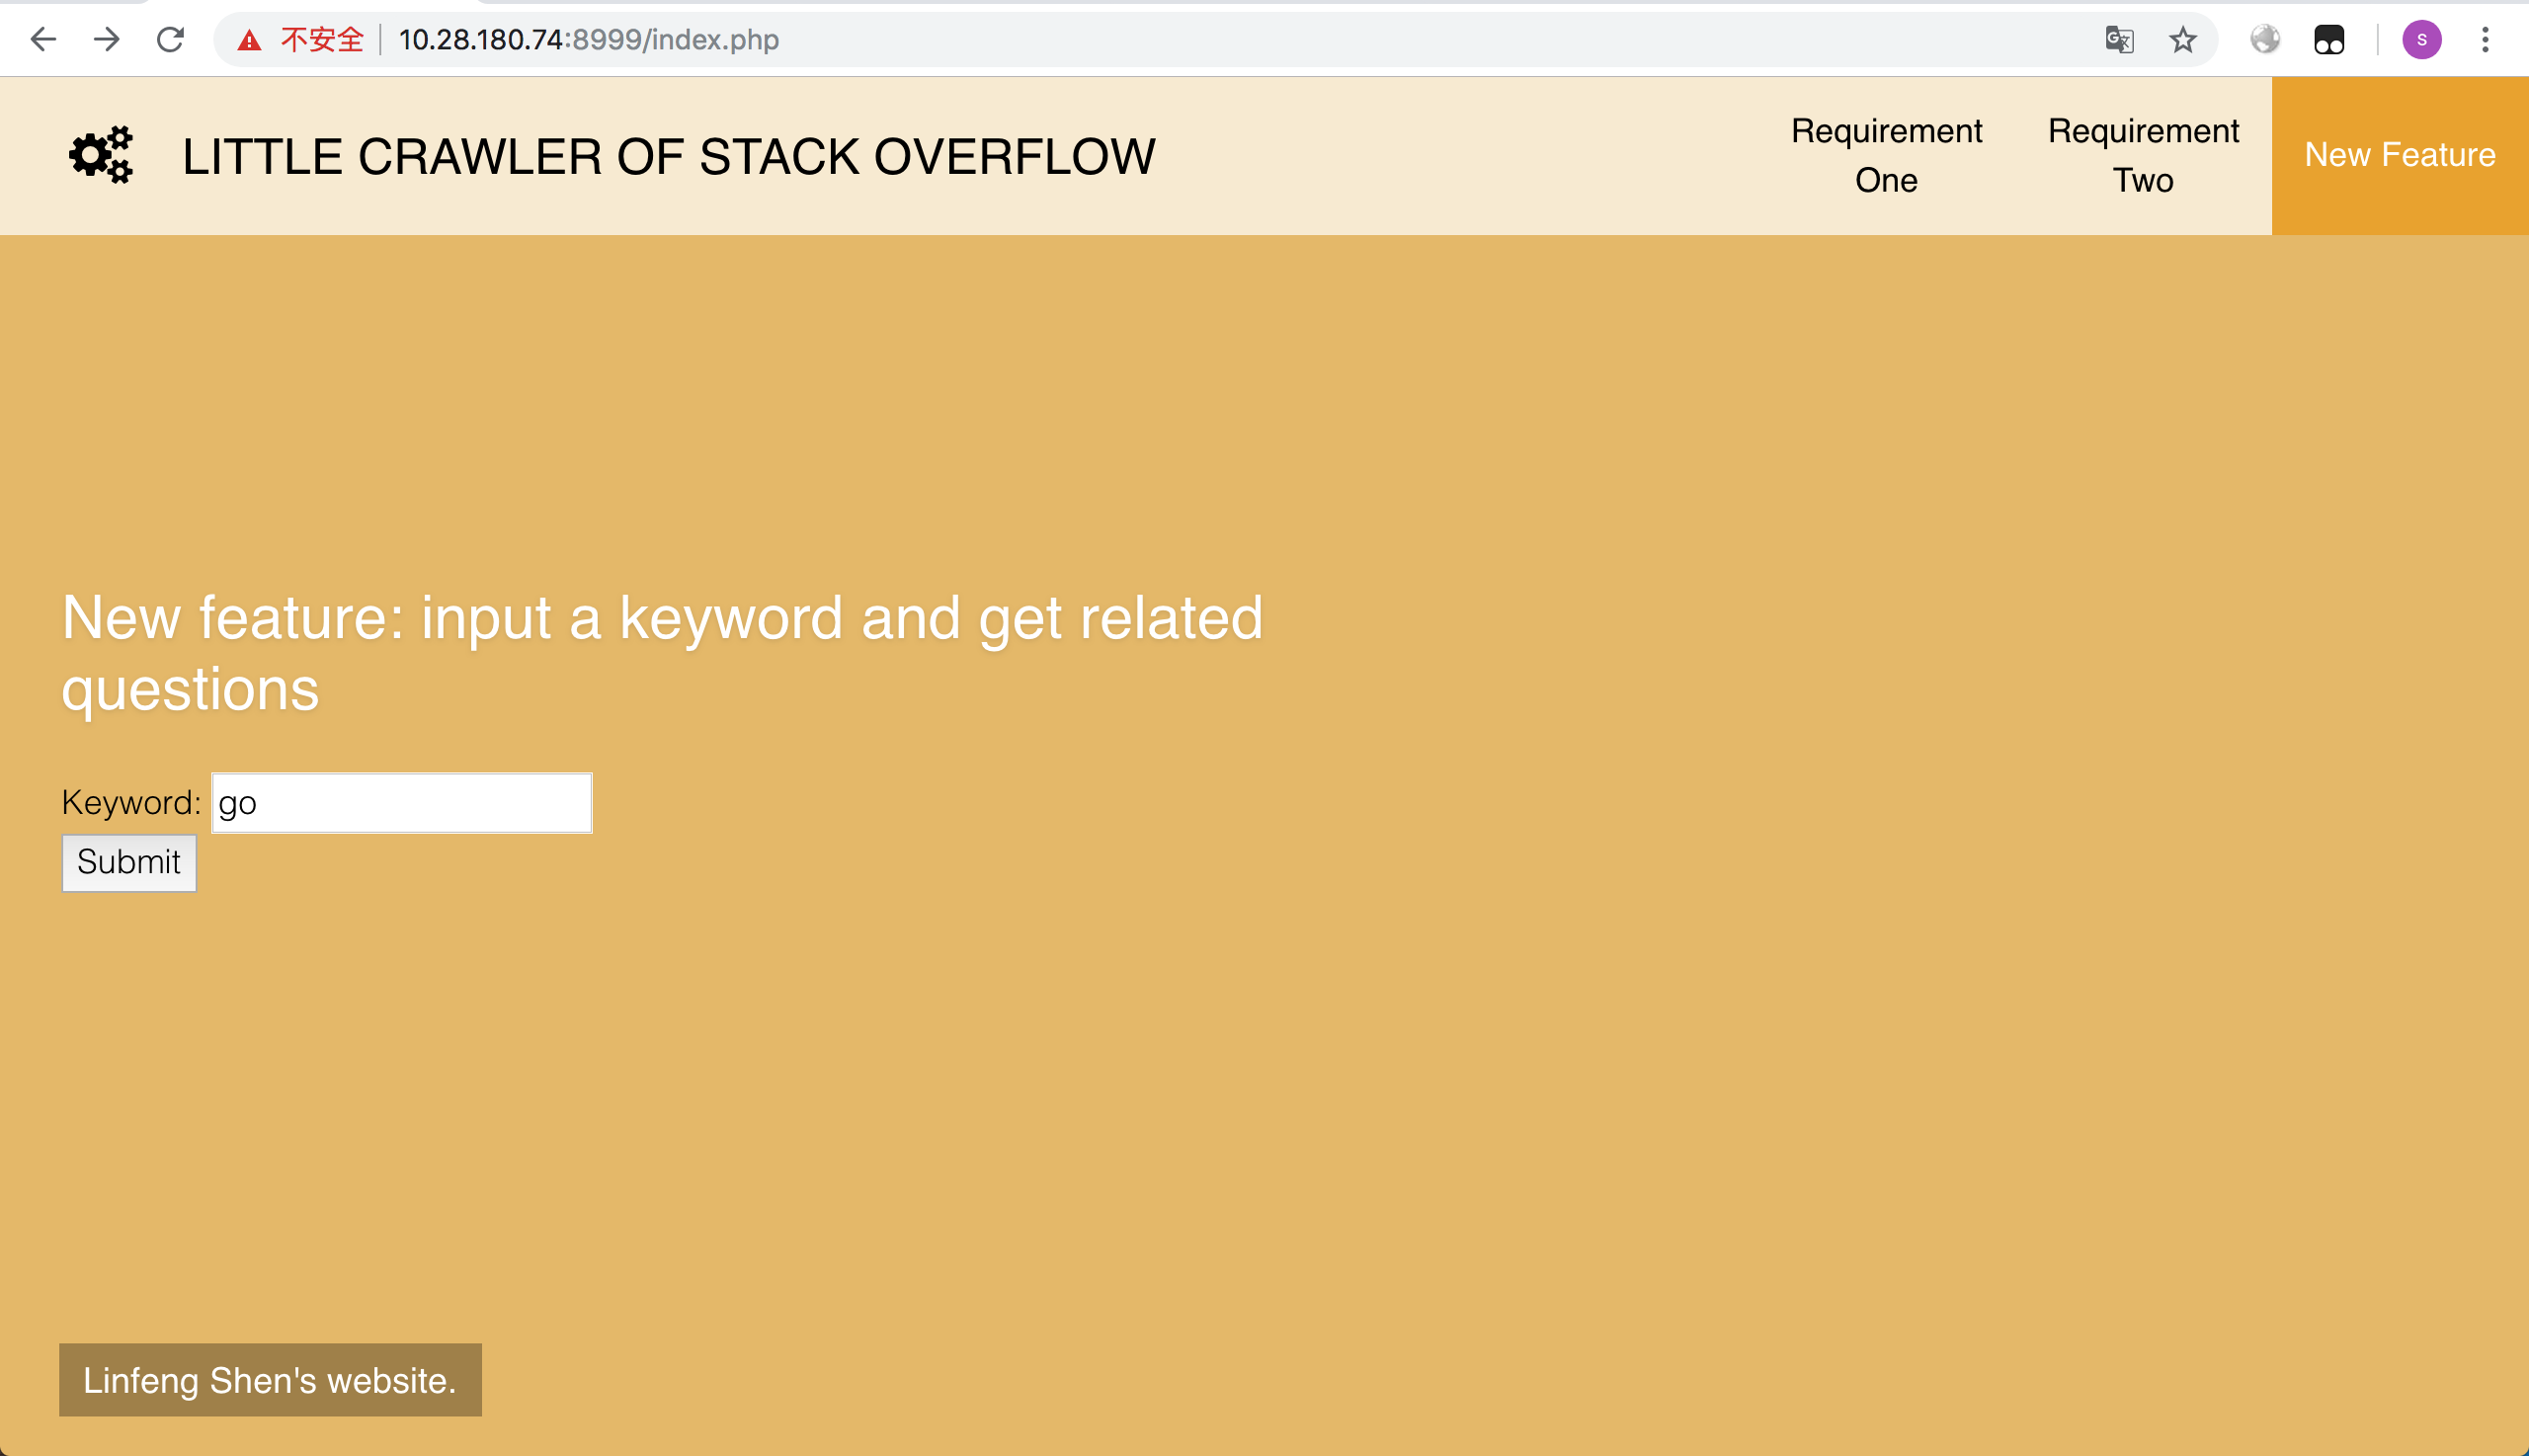 不安全 10.28.180.74:8999/index.php
S
LITTLE CRAWLER OF STACK OVERFLOW
Requirement
One
Requirement
Two
New Feature
New feature: input a keyword and get related
questions
Keyword: go
Submit
Linfeng Shen's website.